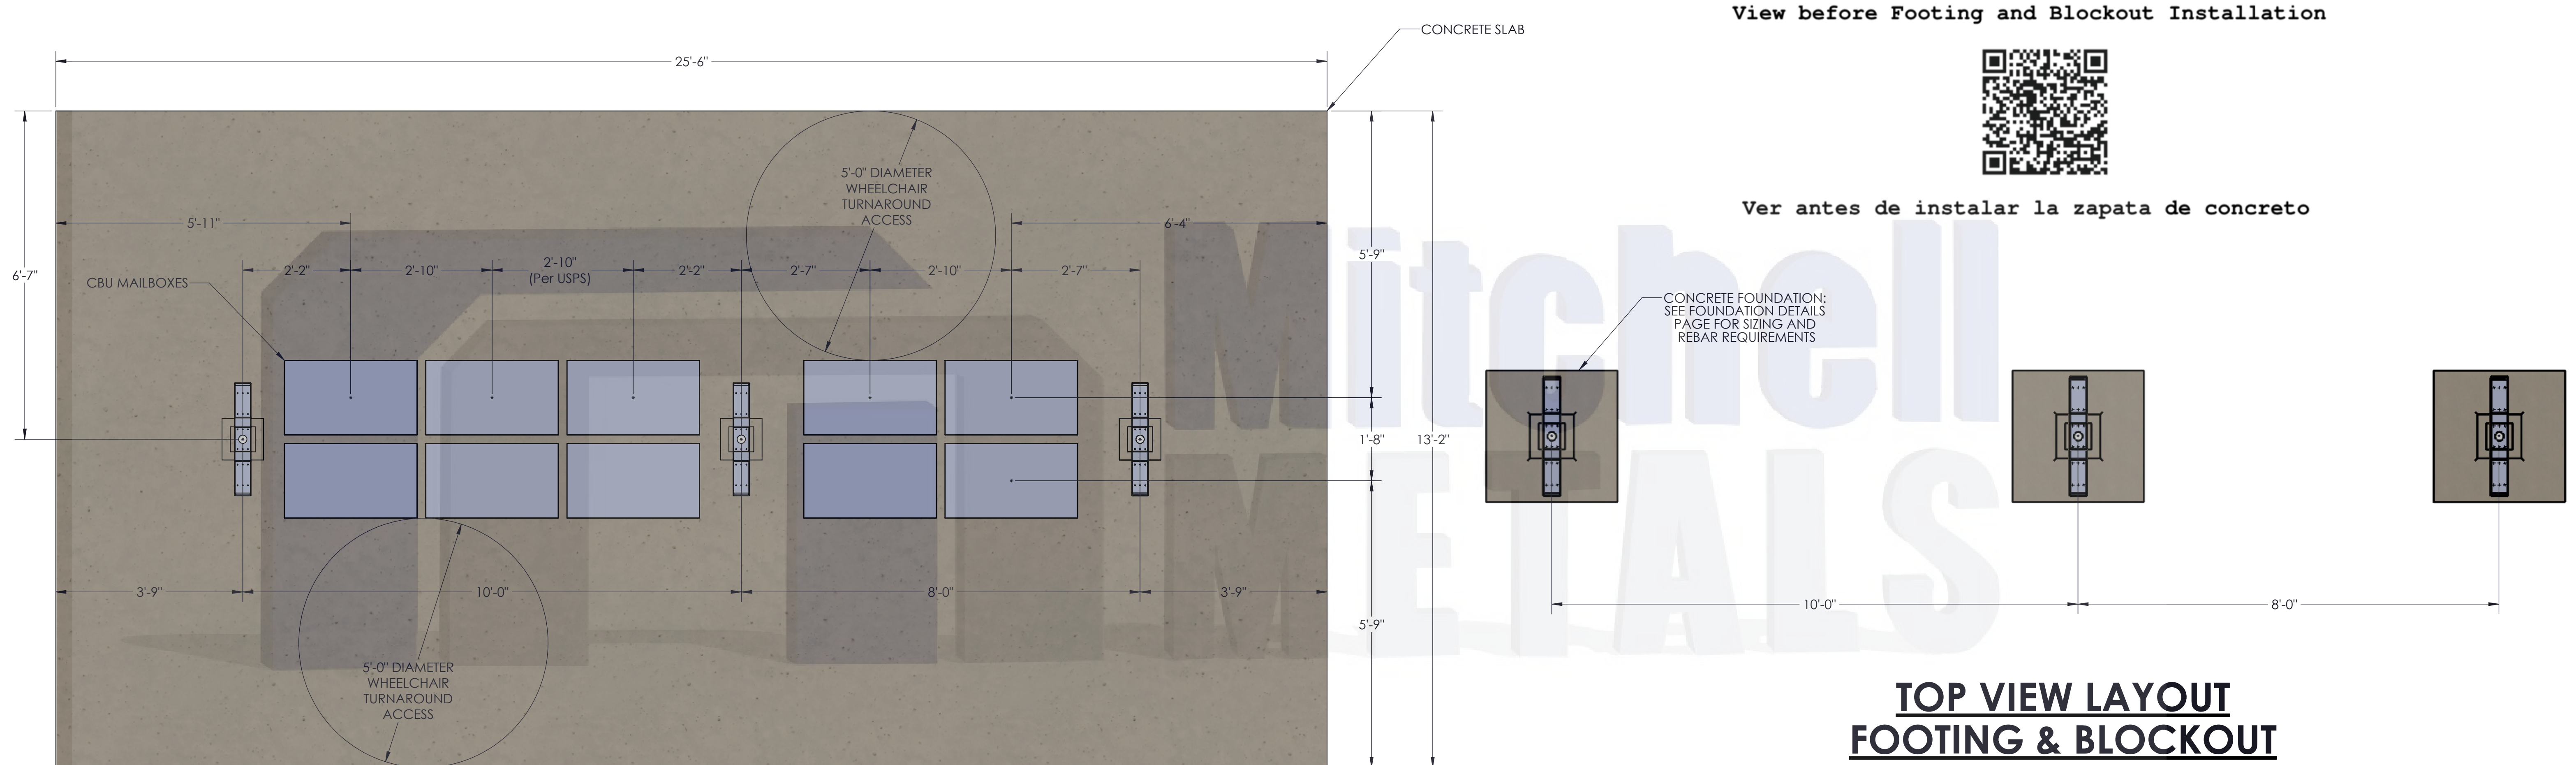 View before Footing and Blockout Installation
CONCRETE SLAB
25'-6"
5'-0" DIAMETER
WHEELCHAIR
TURNAROUND
ACCESS
Ver antes de instalar la zapata de concreto
5'-11"
6'-4"
5'-9"
6'-7"
2'-2"
2'-10"
2'-10"
(Per USPS)
2'-2"
2'-7"
2'-10"
2'-7"
CBU MAILBOXES
CONCRETE FOUNDATION:
SEE FOUNDATION DETAILS
PAGE FOR SIZING AND
REBAR REQUIREMENTS
Mitchell
METALS
1'-8"
13'-2"
3'-9"
10'-0"
8'-0"
3'-9"
5'-9"
10'-0"
8'-0"
5'-0" DIAMETER
WHEELCHAIR
TURNAROUND
ACCESS
TOP VIEW LAYOUT
FOOTING & BLOCKOUT